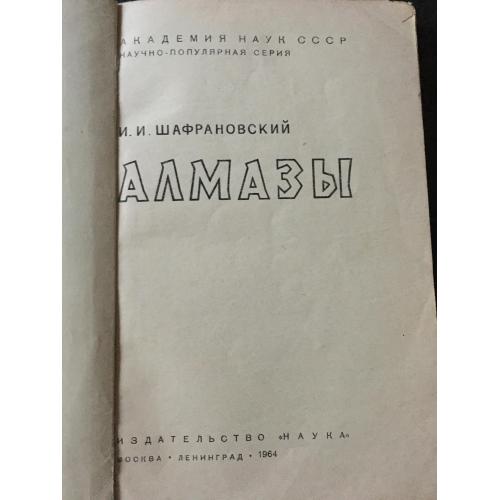 АКАДЕМИЯ НАУК СССР
НАУЧНО-ПОПУЛЯРНАЯ СЕРИЯ
И. И. ШАФРАНОВСКИЙ
АЛМАЗЫ
ИЗДАТЕЛЬСТВО «НАУКА»
МОСКВА • ЛЕНИНГРАД • 1964